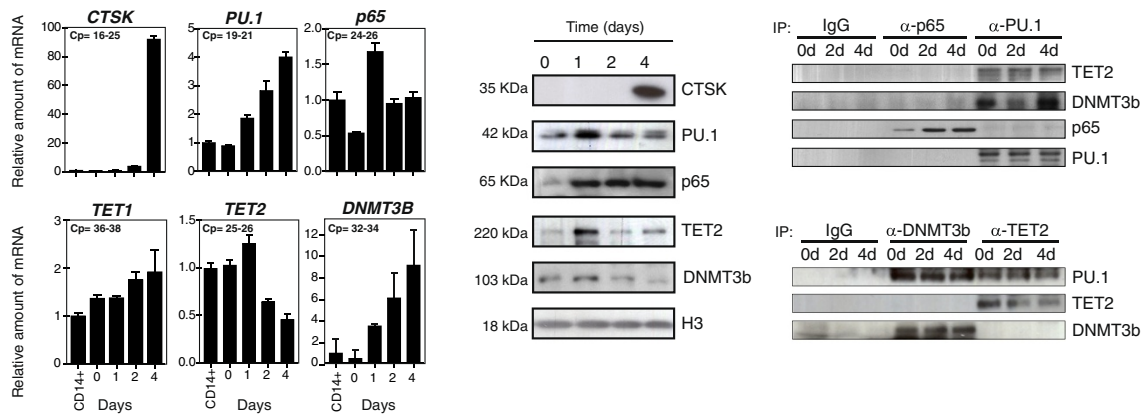 CTSK
PU.1
p65
Relative amount of mRNA
Cp= 16-25
100
80
60
40
20
0
Cp= 19-21
5
4
3
2
1
0
Cp= 24-26
2.0
1.5
1.0
0.5
0.0
TET1
TET2
DNMT3B
Relative amount of mRNA
Cp= 36-38
3
2
1
0
Cp= 25-26
1.5
1.0
0.5
0.0
Cp= 32-34
12
10
8
6
4
2
0
CD14+ 0 1 2 4
CD14+ 0 1 2 4
CD14+ 0 1 2 4
Days
Days
Days
Time (days)
0 1 2 4
35 KDa CTSK
42 kDa PU.1
65 KDa p65
220 kDa TET2
103 kDa DNMT3b
18 kDa H3
IP: IgG α-p65 α-PU.1
0d 2d 4d 0d 2d 4d 0d 2d 4d
TET2
DNMT3b
p65
PU.1
IP: IgG α-DNMT3b α-TET2
0d 2d 4d 0d 2d 4d 0d 2d 4d
PU.1
TET2
DNMT3b